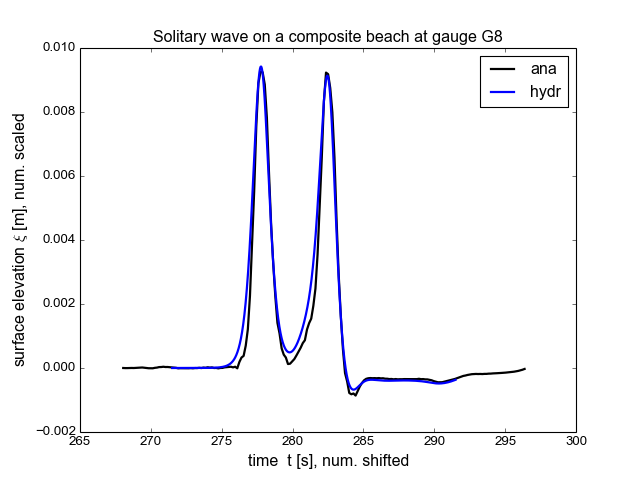 Solitary wave on a composite beach at gauge G8
0.010
0.008
0.006
0.004
0.002
0.000
−0.002
surface elevation ξ [m], num. scaled
ana
hydr
265 270 275 280 285 290 295 300
time t [s], num. shifted